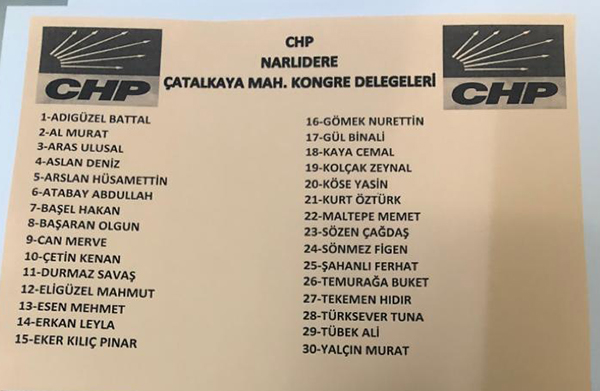 CHP
CHP
NARLIDERE
ÇATALKAYA MAH. KONGRE DELEGELERİ
CHP
1-ADIGÜZEL BATTAL
2-AL MURAT
3-ARAS ULUSAL
4-ASLAN DENİZ
5-ARSLAN HÜSAMETTİN
6-ATABAY ABDULLAH
7-BAŞEL HAKAN
8-BAŞARAN OLGUN
9-CAN MERVE
10-ÇETİN KENAN
11-DURMAZ SAVAŞ
12-ELİGÜZEL MAHMUT
13-ESEN MEHMET
14-ERKAN LEYLA
15-EKER KILIÇ PINAR
16-GÖMEK NURETTİN
17-GÜL BİNALİ
18-KAYA CEMAL
19-KOLÇAK ZEYNAL
20-KÖSE YASİN
21-KURT ÖZTÜRK
22-MALTEPE MEMET
23-SÖZEN ÇAĞDAŞ
24-SÖNMEZ FİGEN
25-ŞAHANLI FERHAT
26-TEMURAĞA BUKET
27-TEKEMEN HIDIR
28-TÜRKSEVER TUNA
29-TÜBEK ALİ
30-YALÇIN MURAT